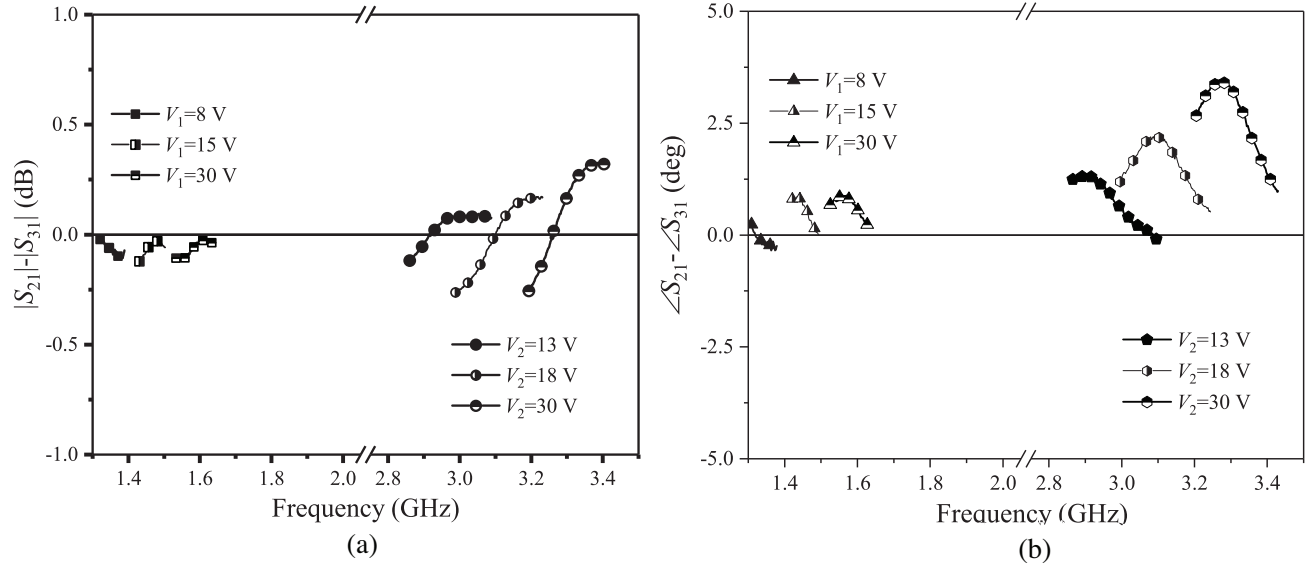 1.0
0.5
0.0
-0.5
-1.0
|S21|-|S31| (dB)
V1=8 V
V1=15 V
V1=30 V
V2=13 V
V2=18 V
V2=30 V
1.4 1.6 1.8 2.0 2.8 3.0 3.2 3.4
Frequency (GHz)
(a)
5.0
2.5
0.0
-2.5
-5.0
∠S21-∠S31 (deg)
V1=8 V
V1=15 V
V1=30 V
V2=13 V
V2=18 V
V2=30 V
1.4 1.6 1.8 2.0 2.8 3.0 3.2 3.4
Frequency (GHz)
(b)